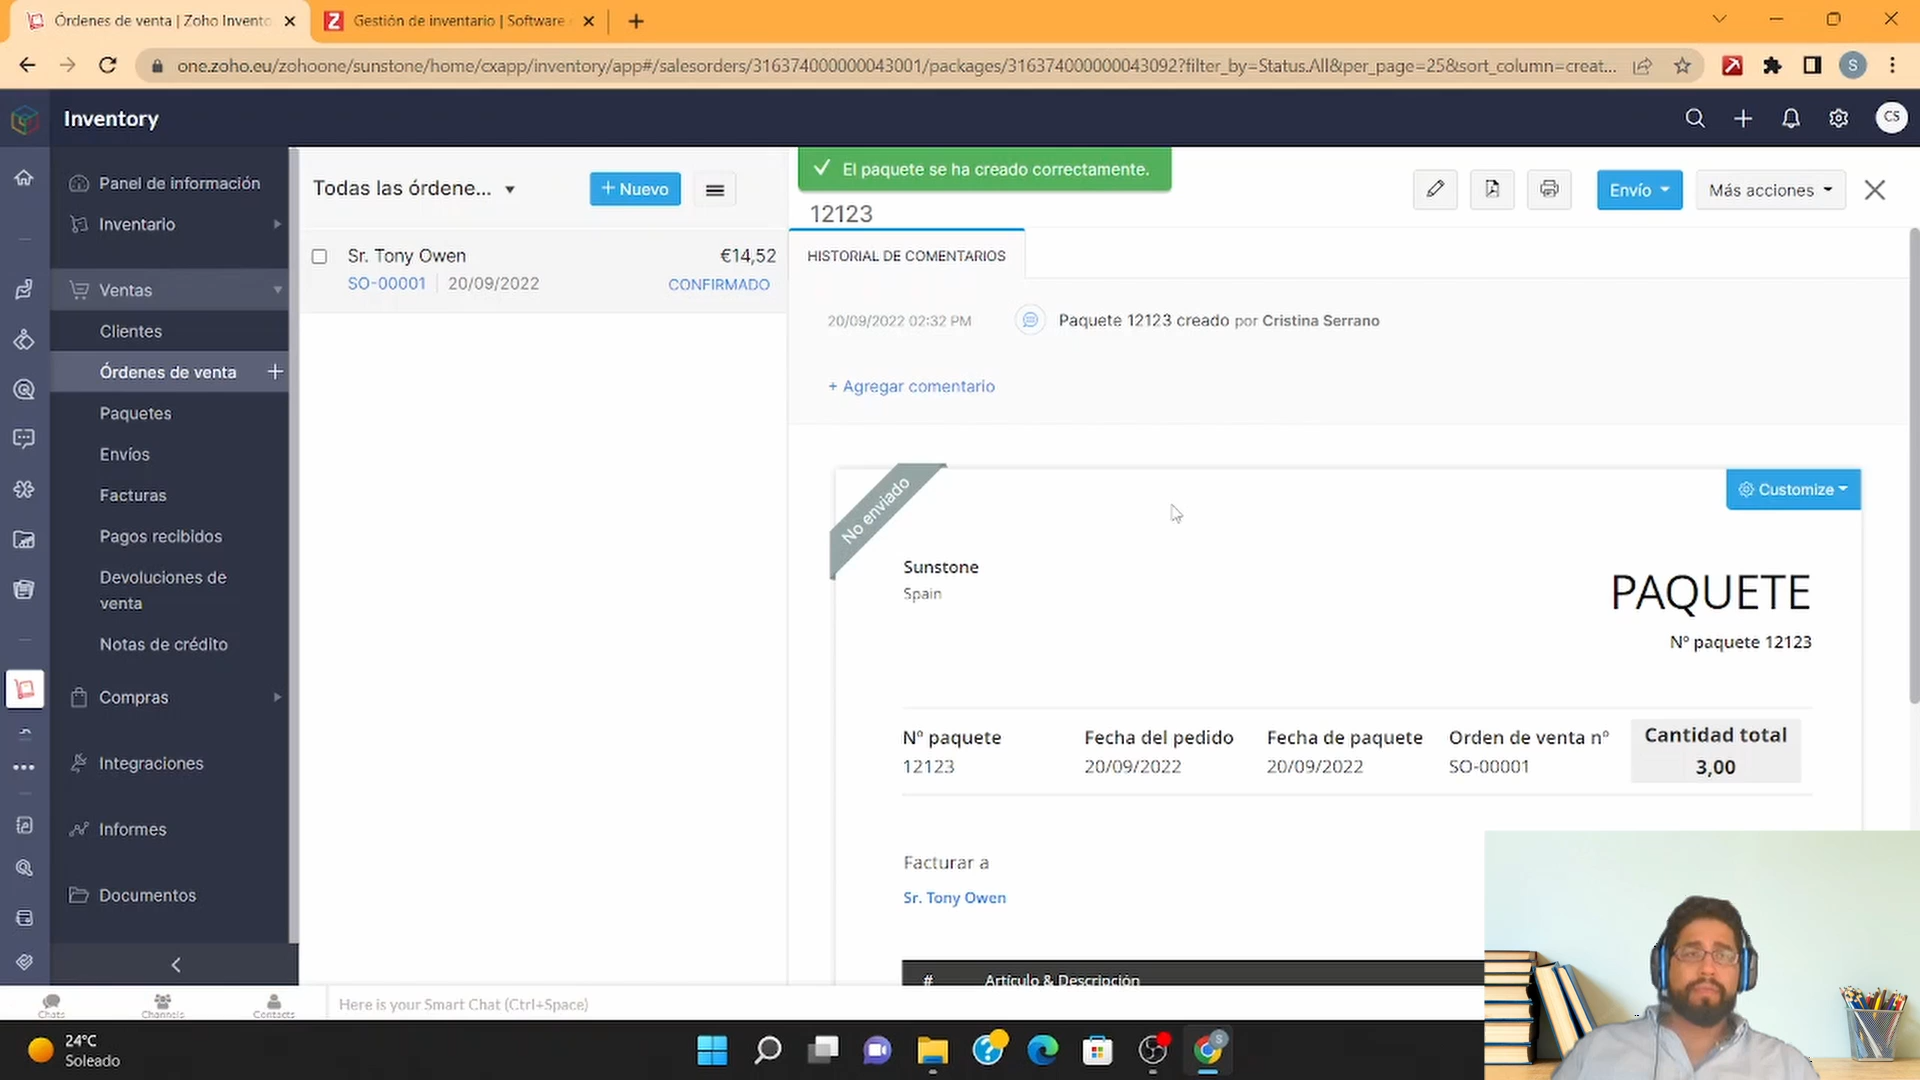 Órdenes de venta | Zoho Invento
Gestión de inventario | Software
one.zoho.eu/zohoone/sunstone/home/cxapp/inventory/app#/salesorders/316374000000043001/packages/316374000000043092?filter_by=Status.All&per_page=25&sort_column=creat...
S
Inventory
CS
Panel de información
Inventario
Ventas
Clientes
Órdenes de venta
Paquetes
Envíos
Facturas
Pagos recibidos
Devoluciones de
venta
Notas de crédito
Compras
Integraciones
Informes
Documentos
Todas las órdene...
+ Nuevo
Sr. Tony Owen
€14,52
SO-00001 | 20/09/2022
CONFIRMADO
El paquete se ha creado correctamente.
12123
Envío
Más acciones
HISTORIAL DE COMENTARIOS
20/09/2022 02:32 PM
Paquete 12123 creado por Cristina Serrano
+ Agregar comentario
No enviado
Customize
Sunstone
Spain
PAQUETE
Nº paquete 12123
Nº paquete
Fecha del pedido
Fecha de paquete
Orden de venta nº
Cantidad total
12123
20/09/2022
20/09/2022
SO-00001
3,00
Facturar a
Sr. Tony Owen
# Artículo & Descripción
Chats
Channels
Contacts
Here is your Smart Chat (Ctrl+Space)
24°C
Soleado